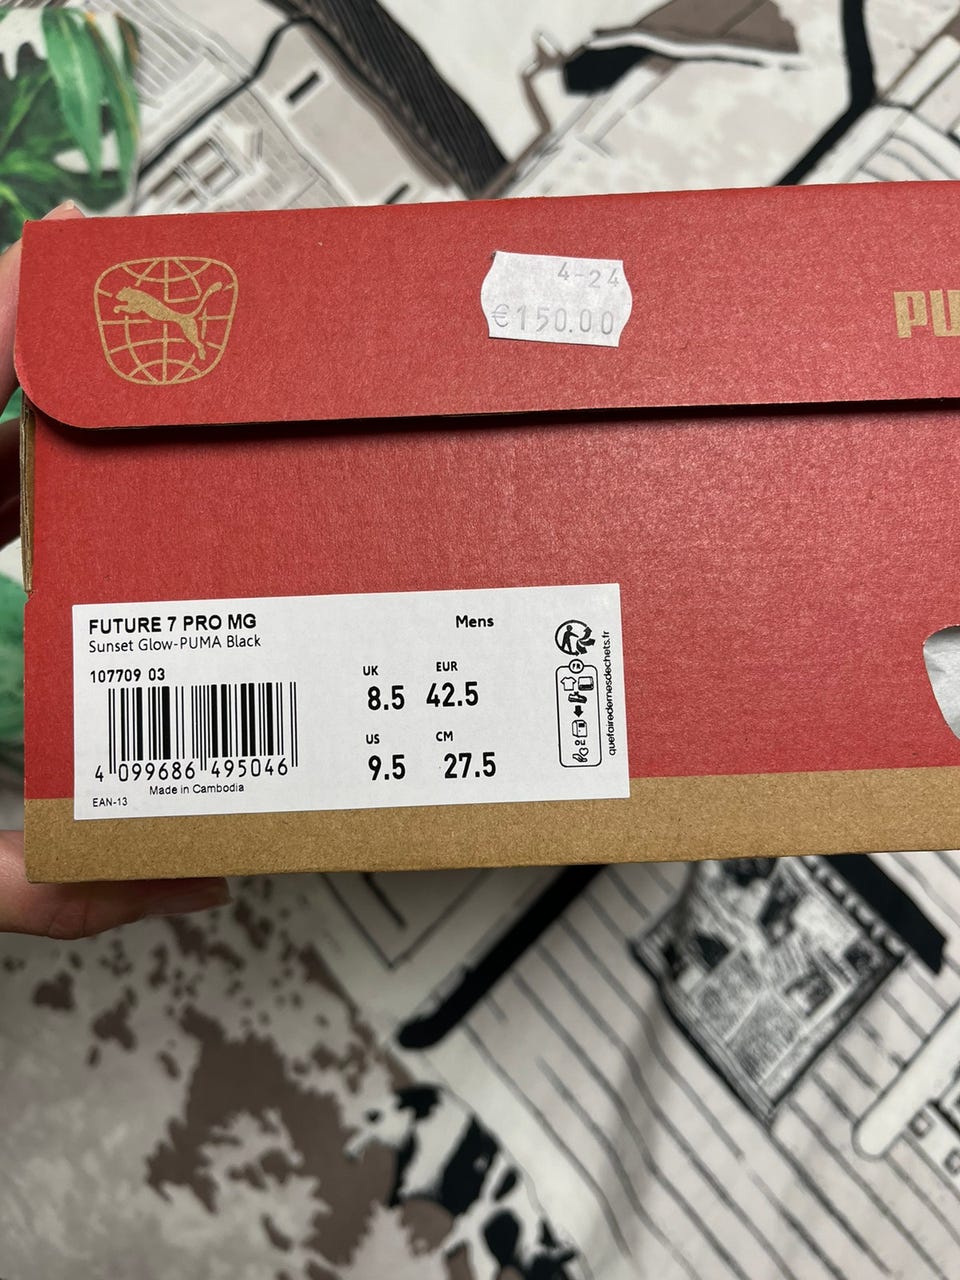 4-24
€150.00
PU
FUTURE 7 PRO MG
Mens
Sunset Glow-PUMA Black
107709 03
UK EUR
8.5 42.5
US CM
9.5 27.5
4 099686 495046
Made in Cambodia
EAN-13
FR
quefairedemesdechets.fr